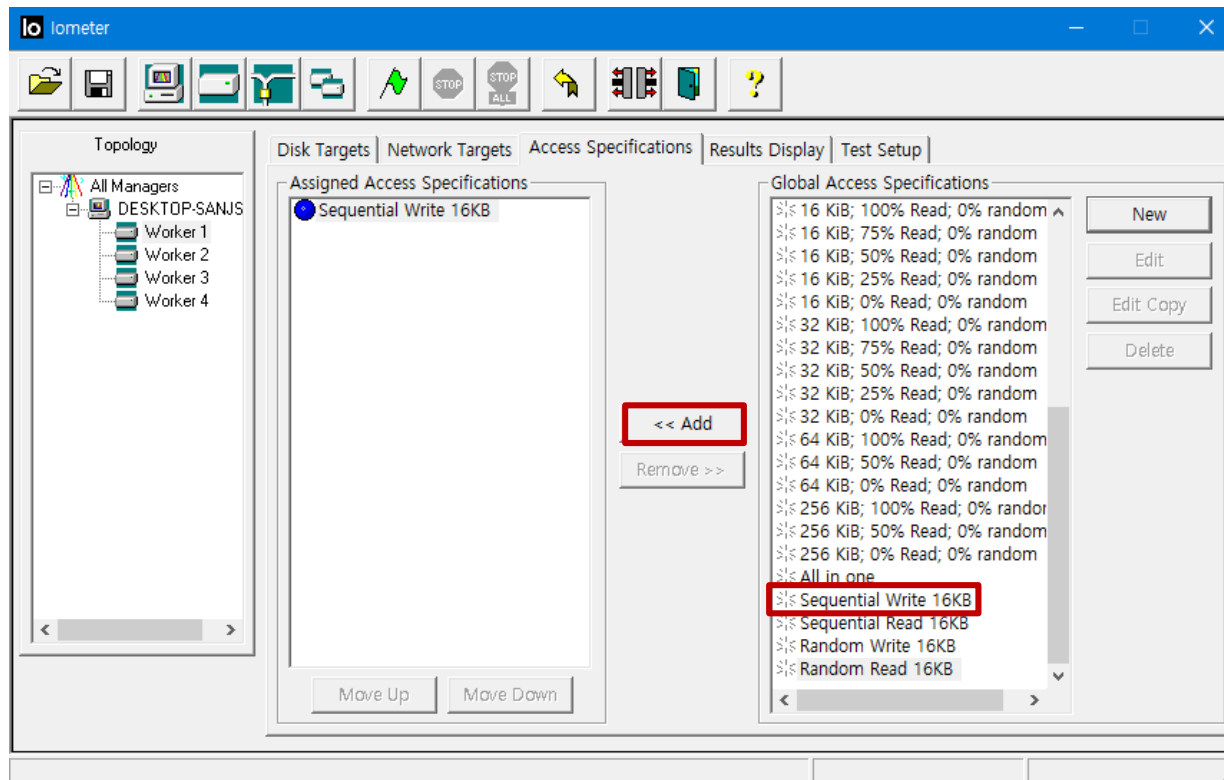 Io Iometer
STOP
STOP
ALL
Topology
All Managers
DESKTOP-SANJS
Worker 1
Worker 2
Worker 3
Worker 4
Disk Targets
Network Targets
Access Specifications
Results Display
Test Setup
Assigned Access Specifications
Sequential Write 16KB
<< Add
Remove >>
Move Up
Move Down
Global Access Specifications
16 KiB; 100% Read; 0% random
16 KiB; 75% Read; 0% random
16 KiB; 50% Read; 0% random
16 KiB; 25% Read; 0% random
16 KiB; 0% Read; 0% random
32 KiB; 100% Read; 0% random
32 KiB; 75% Read; 0% random
32 KiB; 50% Read; 0% random
32 KiB; 25% Read; 0% random
32 KiB; 0% Read; 0% random
64 KiB; 100% Read; 0% random
64 KiB; 50% Read; 0% random
64 KiB; 0% Read; 0% random
256 KiB; 100% Read; 0% randor
256 KiB; 50% Read; 0% random
256 KiB; 0% Read; 0% random
All in one
Sequential Write 16KB
Sequential Read 16KB
Random Write 16KB
Random Read 16KB
New
Edit
Edit Copy
Delete